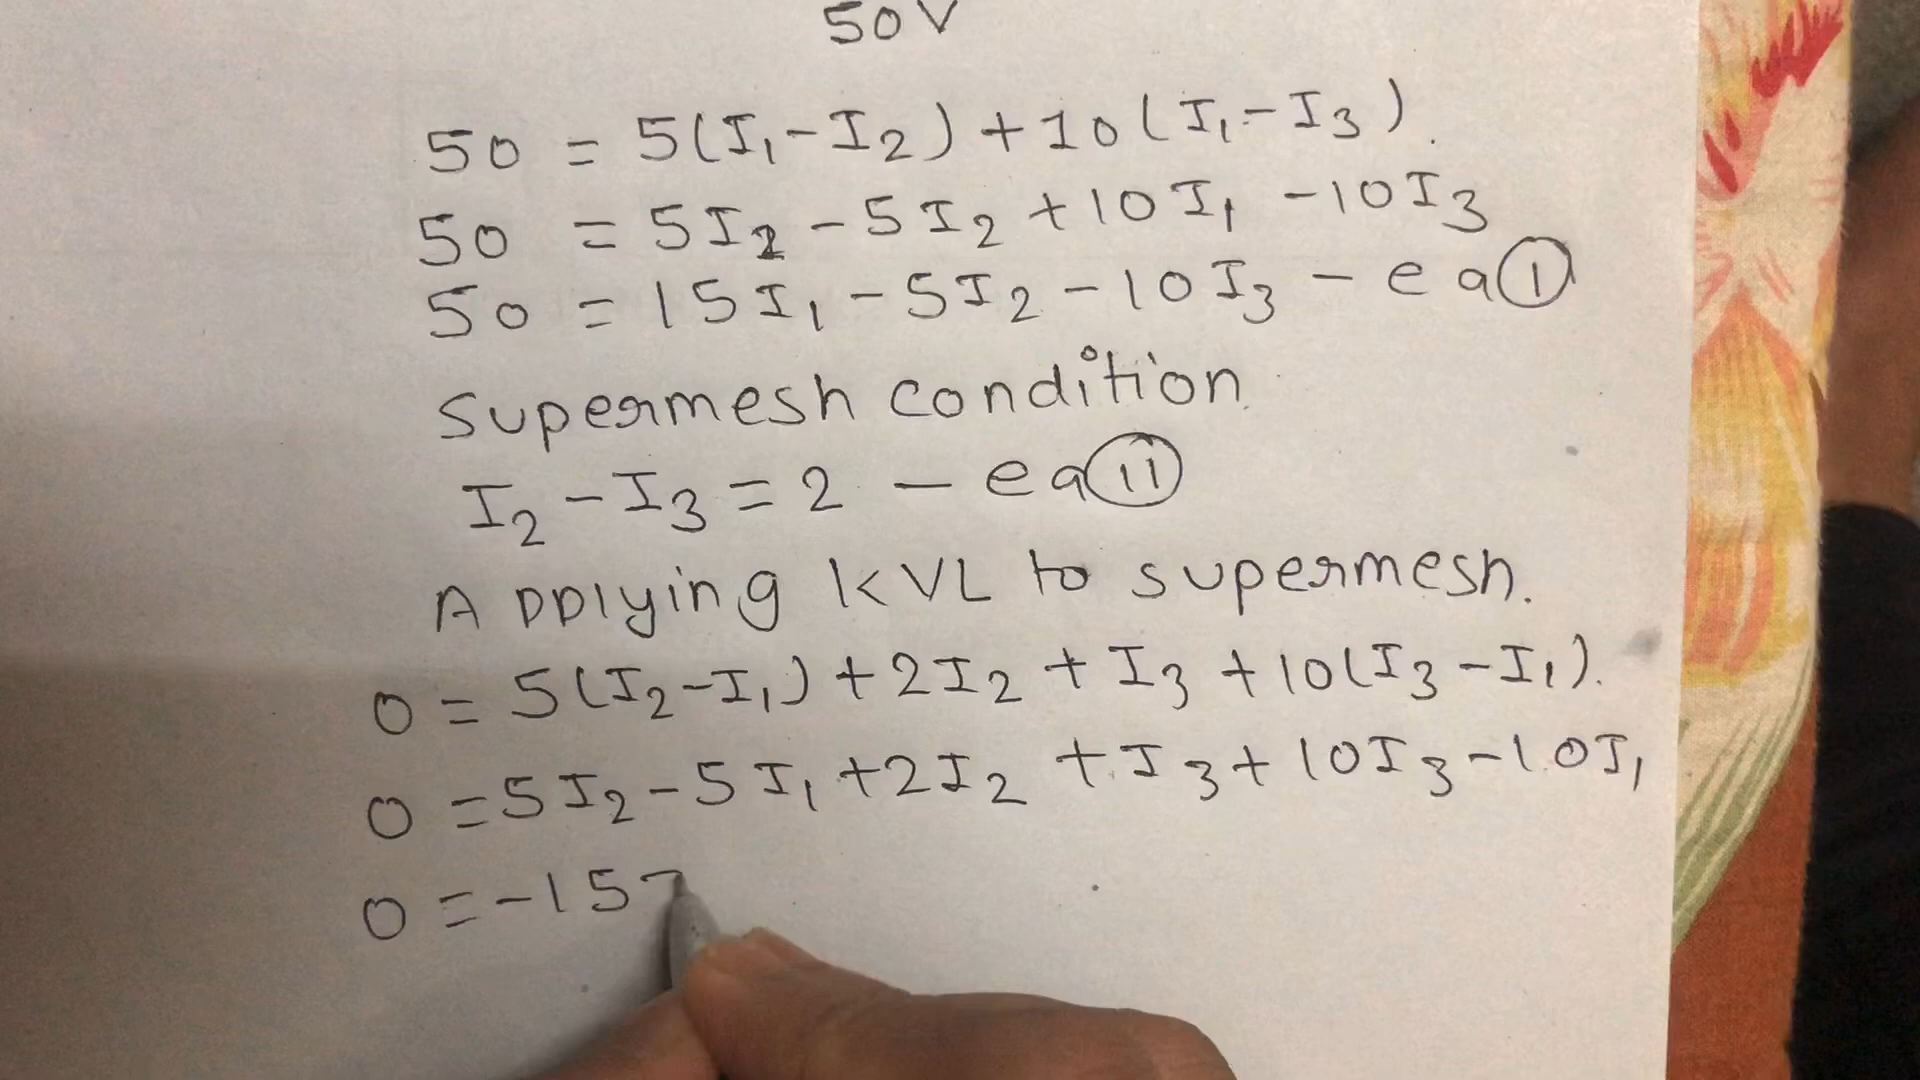 50V
50 = 5(I₁-I₂)+10(I₁-I₃).
50 = 5I₂-5I₂+10I₁-10I₃
50 = 15I₁-5I₂-10I₃ - eq ①
Supermesh condition.
I₂-I₃=2 - eq ⑪
Applying KVL to supermesh.
0 = 5(I₂-I₁)+2I₂+I₃+10(I₃-I₁).
0 = 5I₂-5I₁+2I₂+I₃+10I₃-10I₁
0 = -15